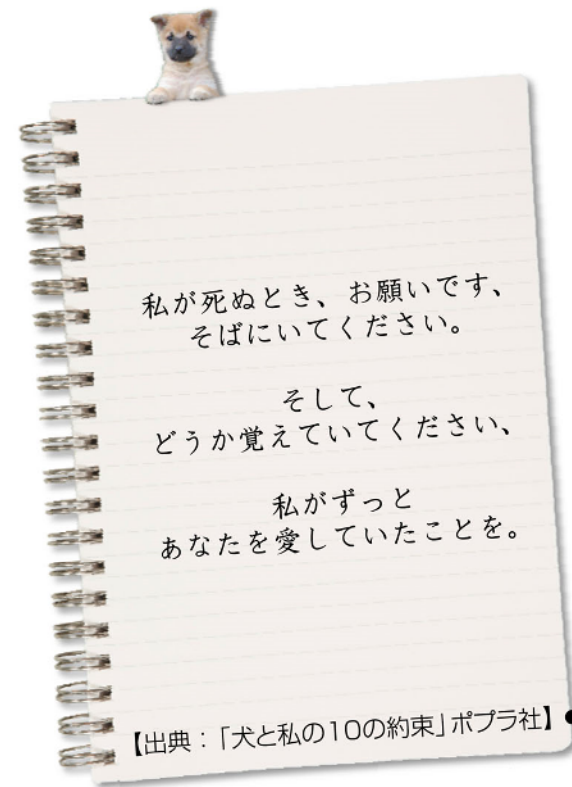 私が死ぬとき、お願いです、
そばにいてください。
そして、
どうか覚えていてください、
私がずっと
あなたを愛していたことを。
【出典：「犬と私の10の約束」ポプラ社】